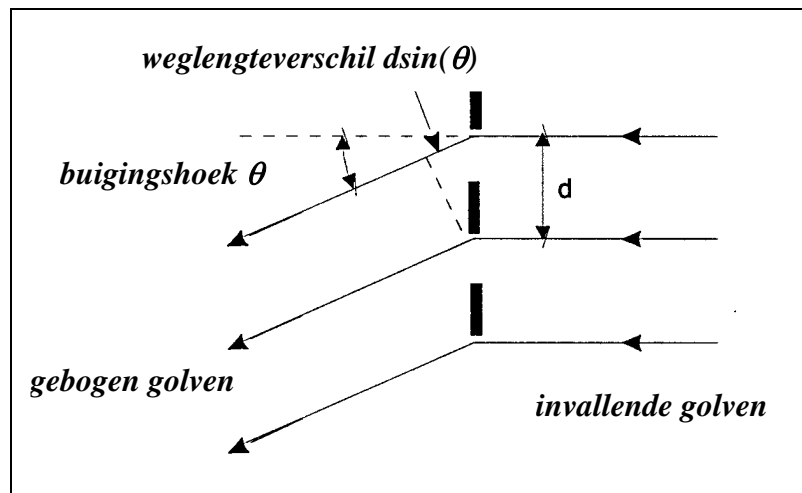 weglengteverschil dsin(θ)
buigingshoek θ
d
gebogen golven
invallende golven